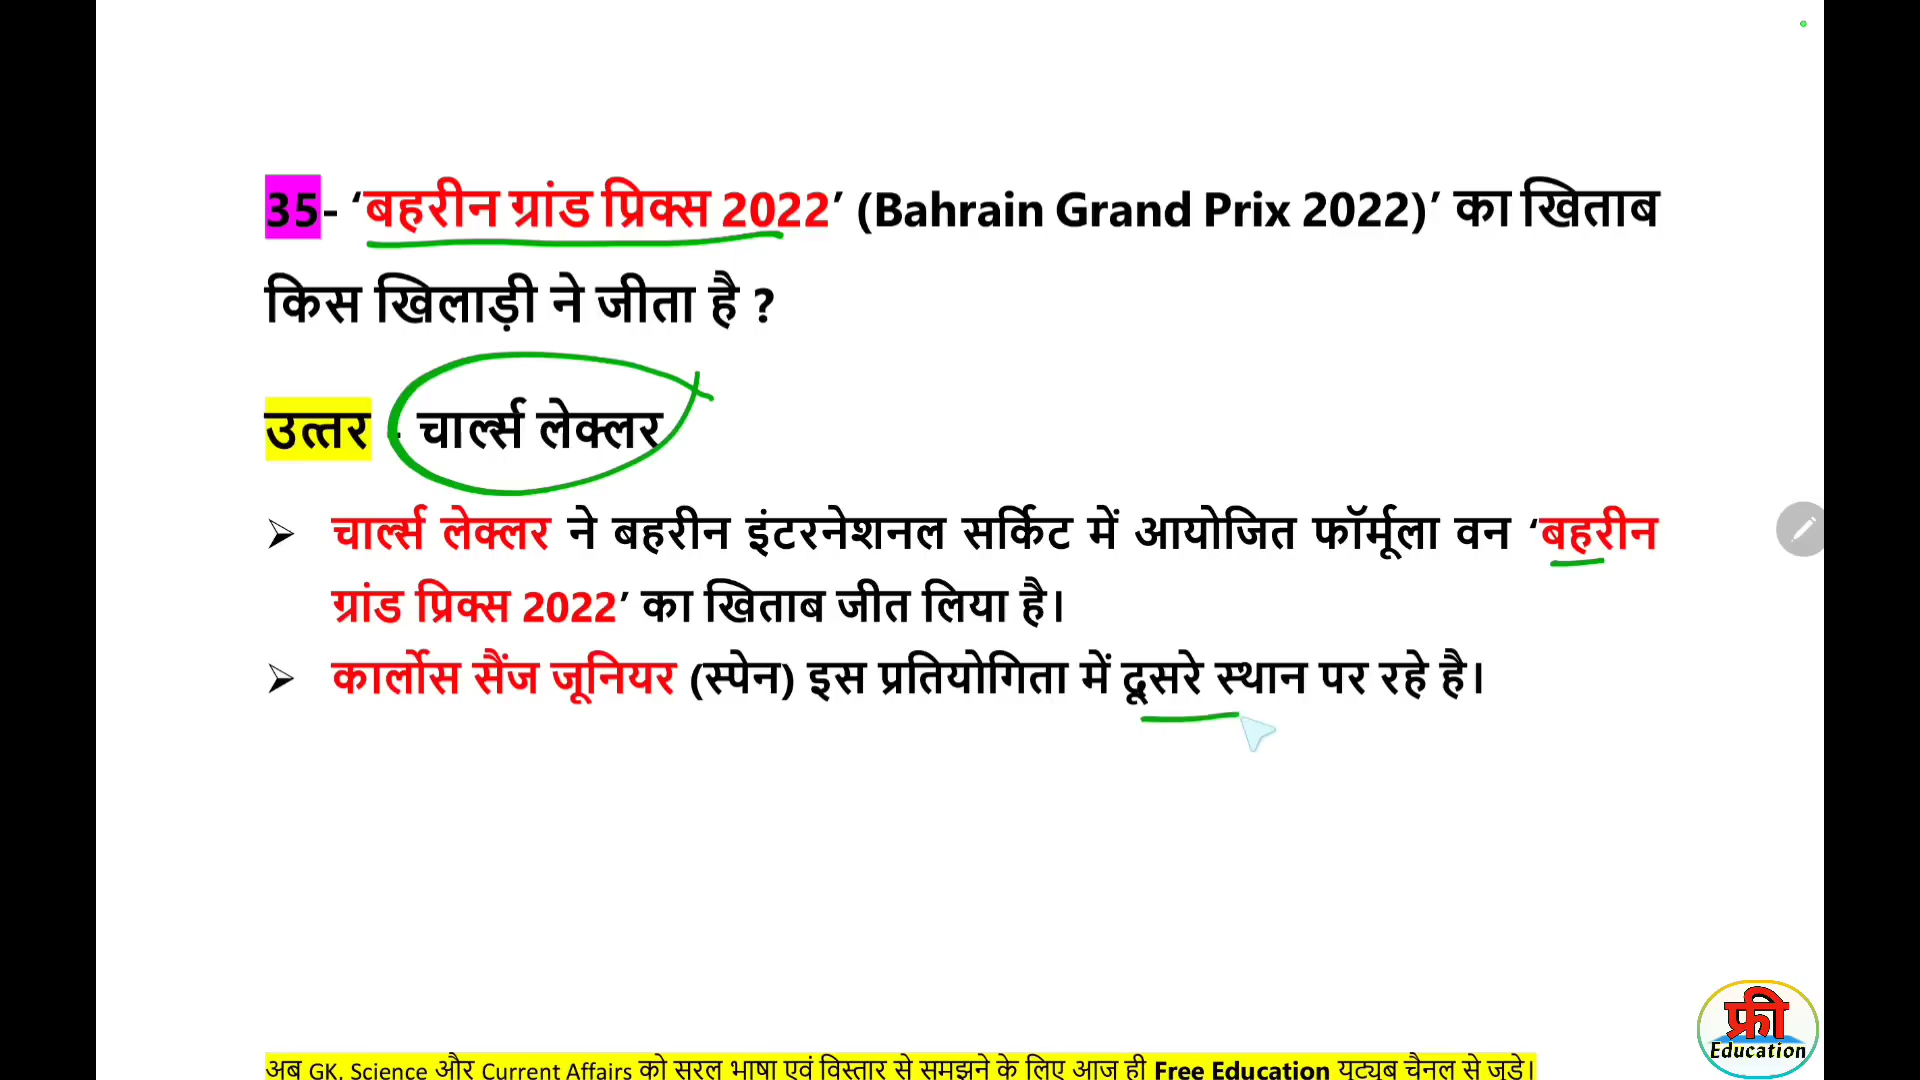 35- ‘बहरीन ग्रांड प्रिक्स 2022’ (Bahrain Grand Prix 2022)’ का खिताब
किस खिलाड़ी ने जीता है ?
उत्तर - चार्ल्स लेक्लर
➢ चार्ल्स लेक्लर ने बहरीन इंटरनेशनल सर्किट में आयोजित फॉर्मूला वन ‘बहरीन
ग्रांड प्रिक्स 2022’ का खिताब जीत लिया है।
➢ कार्लोस सैंज जूनियर (स्पेन) इस प्रतियोगिता में दूसरे स्थान पर रहे है।
फ्री
Education
अब GK, Science और Current Affairs को सरल भाषा एवं विस्तार से समझने के लिए आज ही Free Education यूट्यूब चैनल से जुड़े।